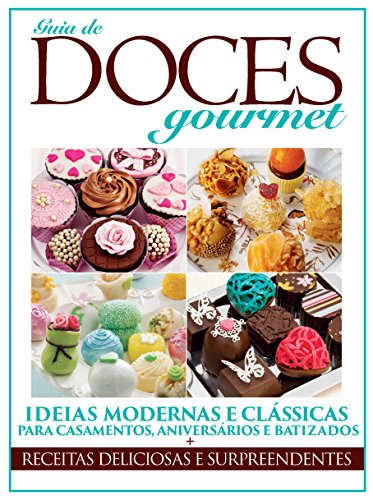 Guia de
DOCES
gourmet
IDEIAS MODERNAS E CLÁSSICAS
PARA CASAMENTOS, ANIVERSÁRIOS E BATIZADOS
+
RECEITAS DELICIOSAS E SURPREENDENTES